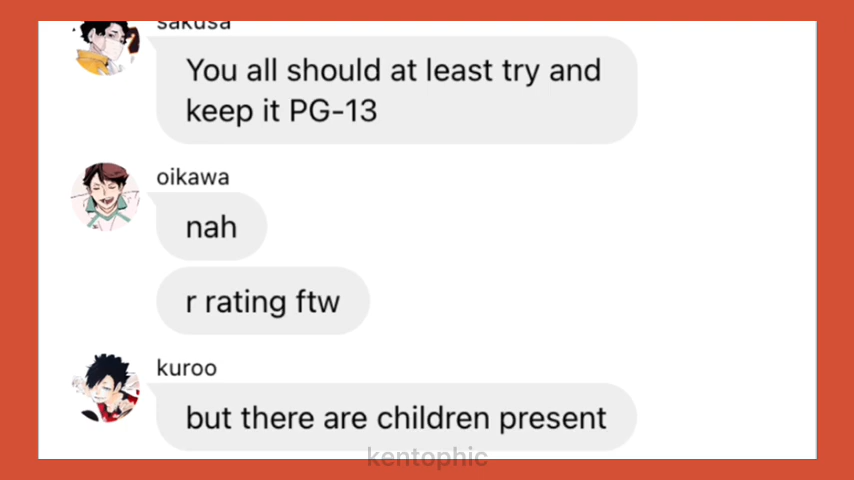 sakusa
You all should at least try and
keep it PG-13
oikawa
nah
r rating ftw
kuroo
but there are children present
kentophic